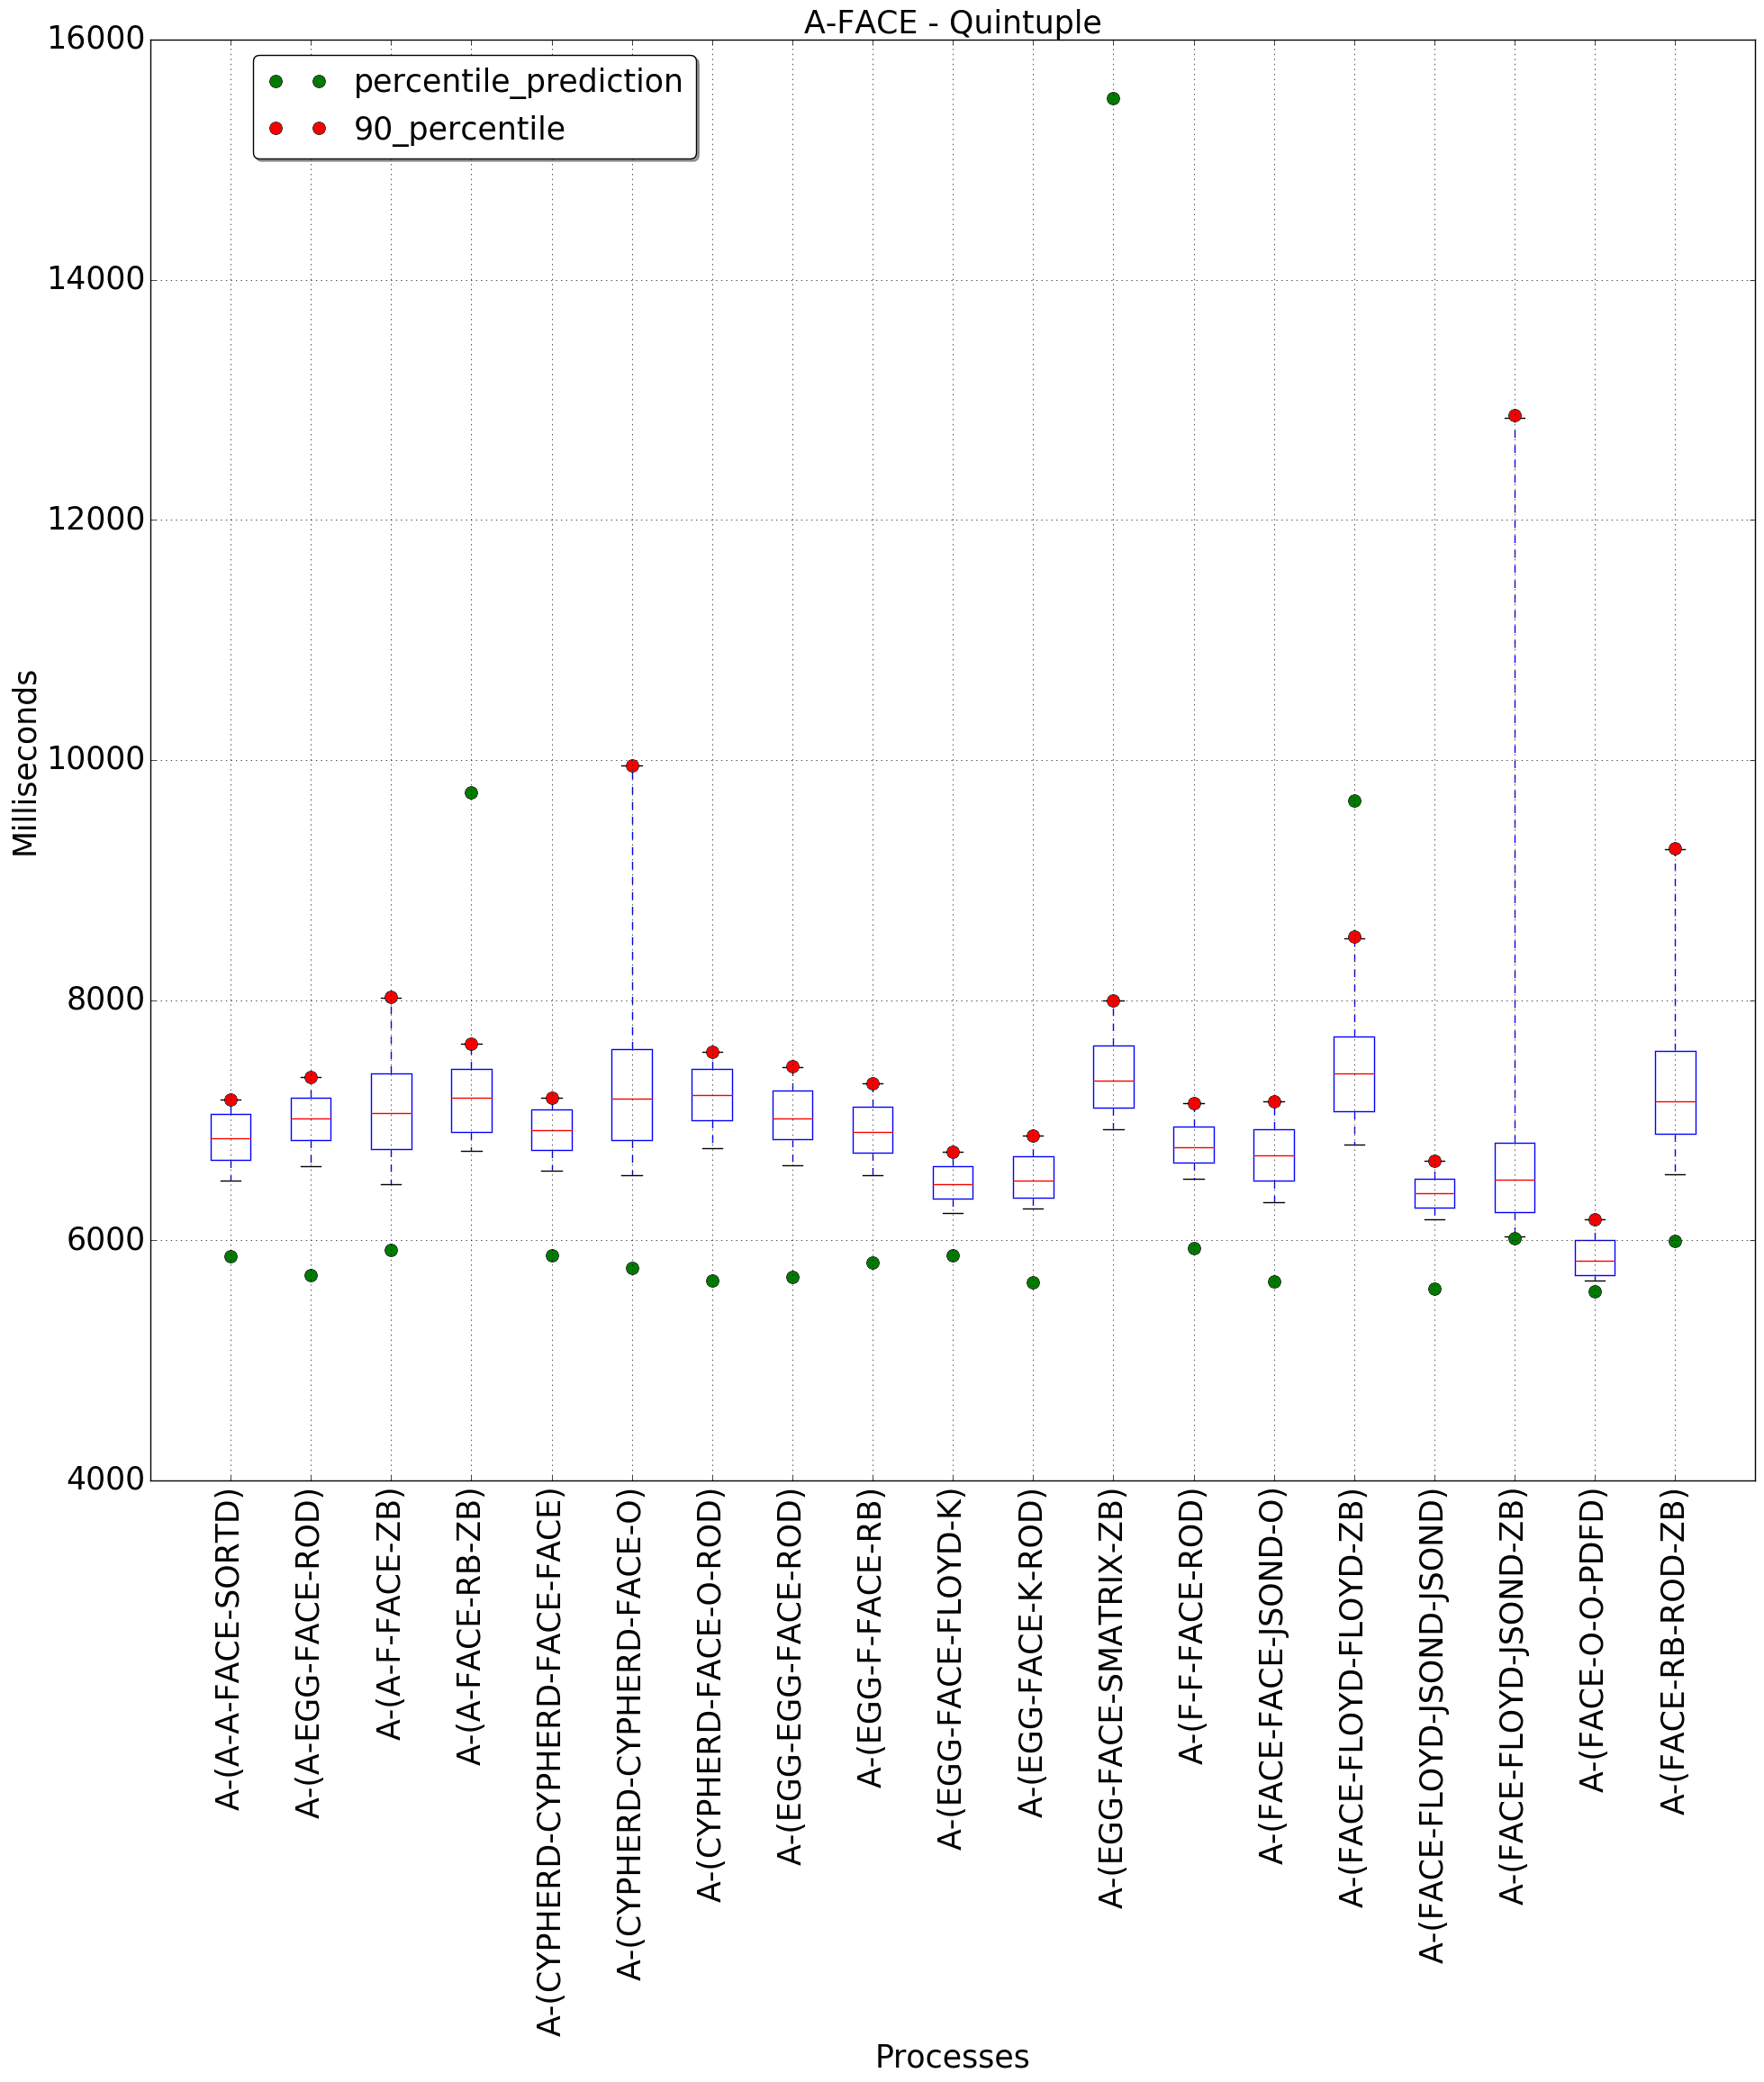 A-FACE - Quintuple
percentile_prediction
90_percentile
16000
14000
12000
10000
8000
6000
4000
Milliseconds
A-(A-A-FACE-SORTD)
A-(A-EGG-FACE-ROD)
A-(A-F-FACE-ZB)
A-(A-FACE-RB-ZB)
A-(CYPHERD-CYPHERD-FACE-FACE)
A-(CYPHERD-CYPHERD-FACE-O)
A-(CYPHERD-FACE-O-ROD)
A-(EGG-EGG-FACE-ROD)
A-(EGG-F-FACE-RB)
A-(EGG-FACE-FLOYD-K)
A-(EGG-FACE-K-ROD)
A-(EGG-FACE-SMATRIX-ZB)
A-(F-F-FACE-ROD)
A-(FACE-FACE-JSOND-O)
A-(FACE-FLOYD-FLOYD-ZB)
A-(FACE-FLOYD-JSOND-JSOND)
A-(FACE-FLOYD-JSOND-ZB)
A-(FACE-O-O-PDFD)
A-(FACE-RB-ROD-ZB)
Processes